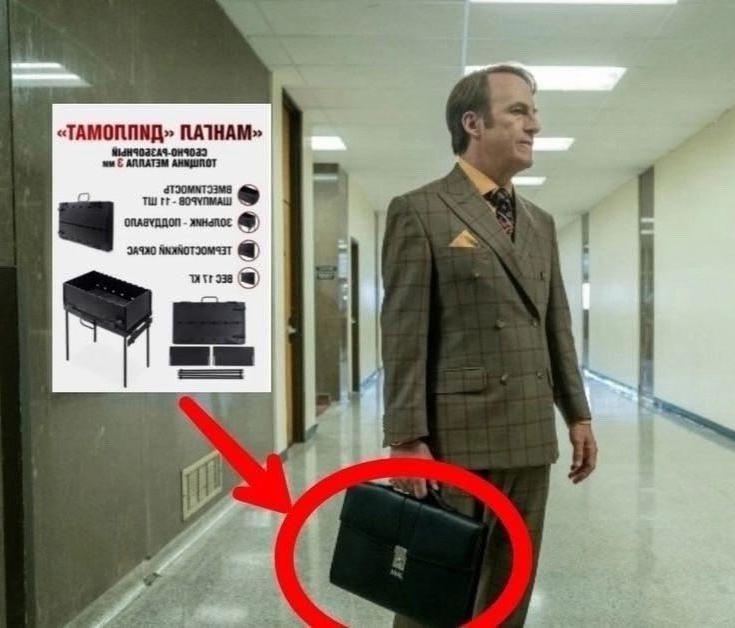 «МАНГАЛ «ДИПЛОМАТ»
СБОРНО-РАЗБОРНЫЙ
ТОЛЩИНА МЕТАЛЛА 3 мм
ВМЕСТИМОСТЬ
ШАМПУРОВ - 11 ШТ
ЗОЛЬНИК - ПОДДУВАЛО
ТЕРМОСТОЙКИЙ ОКРАС
ВЕС 17 КГ